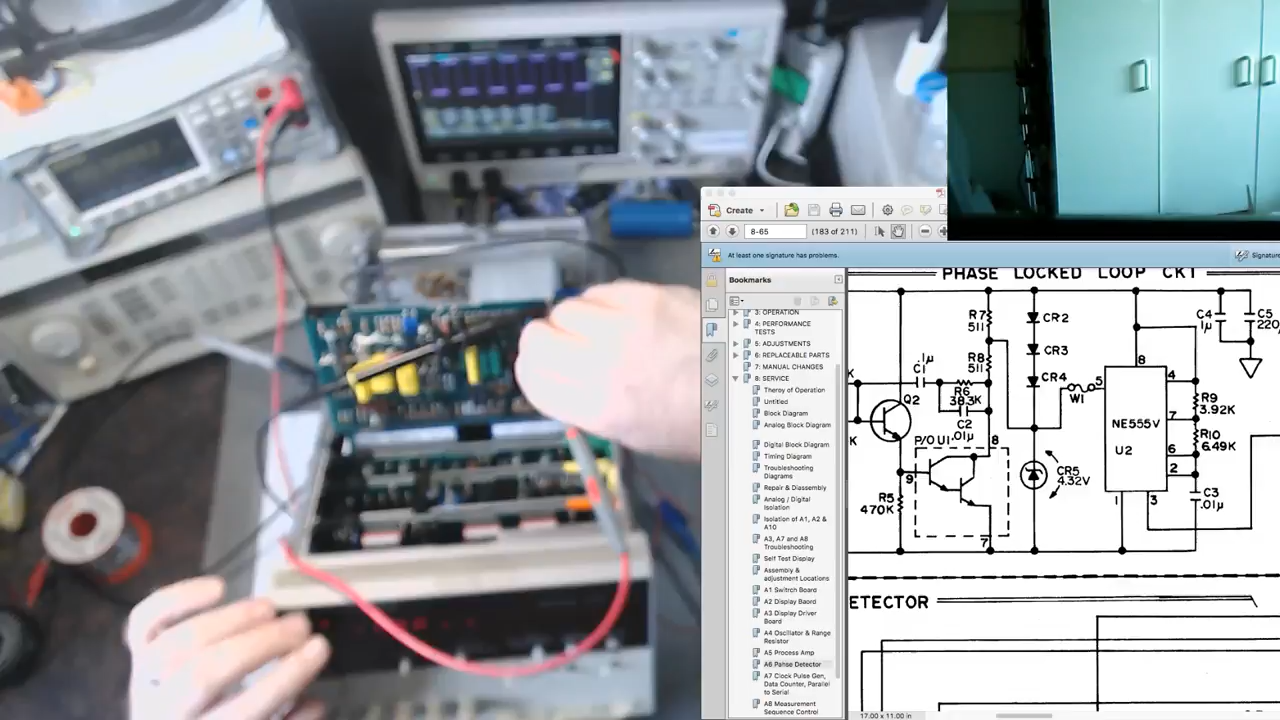 Create
8-65
(183 of 211)
At least one signature has problems.
Signature
Bookmarks
3: OPERATION
4: PERFORMANCE
TESTS
5: ADJUSTMENTS
6: REPLACEABLE PARTS
7: MANUAL CHANGES
8: SERVICE
Theroy of Operation
Untitled
Block Diagram
Analog Block Diagram
Digital Block Diagram
Timing Diagram
Troubleshooting
Diagrams
Repair & Diassembly
Analog / Digital
Isolation
Isolation of A1, A2 &
A10
A3, A7 and A8
Troubleshooting
Self Test Display
Assembly &
adjustment Locations
A1 Switch Board
A2 Display Baord
A3 Display Driver
Board
A4 Oscillator & Range
Resistor
A5 Process Amp
A6 Pahse Detector
A7 Clock Pulse Gen,
Data Counter, Parallel
to Serial
A8 Measurement
Sequence Control
PHASE LOCKED LOOP CKT
R7
511
CR2
C4
1µ
C5
220
CR3
8
C1
.1µ
R8
511
CR4
4
K
Q2
R6
38.3K
W1
5
R9
3.92K
C2
.01µ
NE555V
7
K
P/O U1
8
U2
R10
6.49K
6
9
CR5
4.32V
2
R5
470K
1
3
C3
.01µ
7
ETECTOR
17.00 x 11.00 in